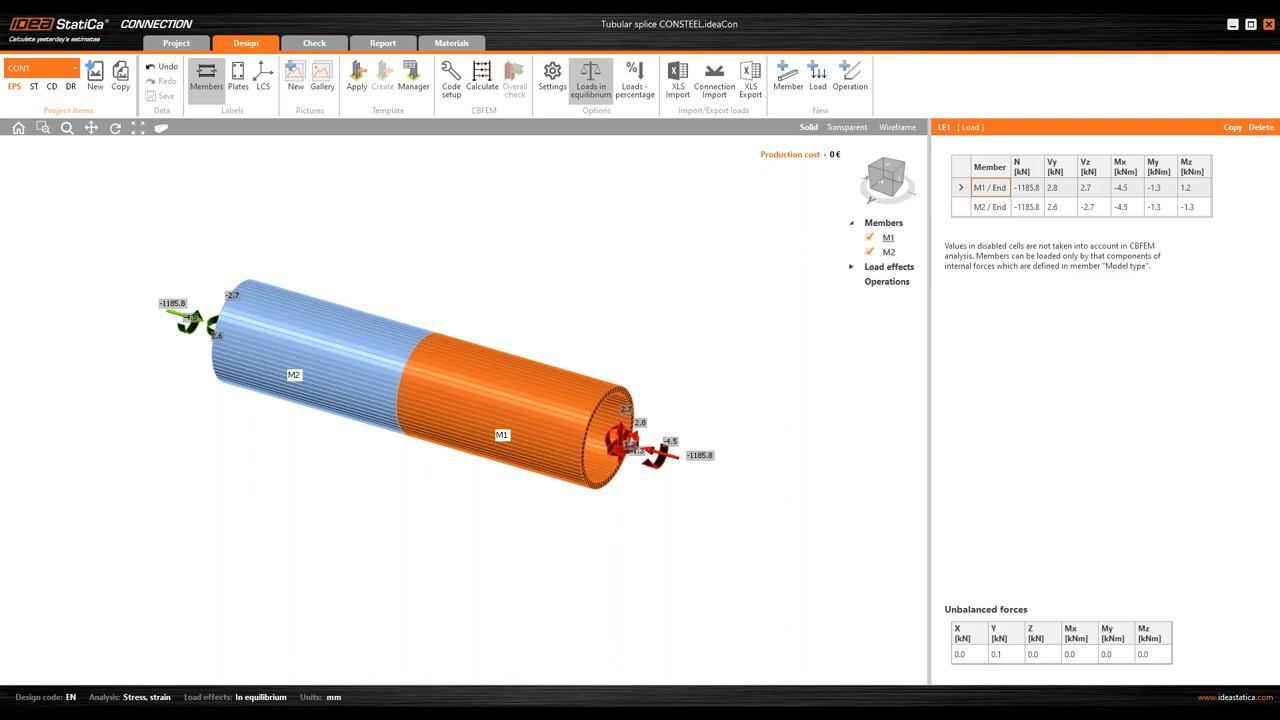 IDEA StatiCa® CONNECTION
Calculate yesterday's estimates
Tubular splice CONSTEEL.ideaCon
Project Design Check Report Materials
CON1
EPS ST CD DR
New
Copy
Project items
Undo
Redo
Save
Data
Members
Plates
LCS
Labels
New
Gallery
Pictures
Apply
Create
Manager
Template
Code setup
Calculate
Overall check
CBFEM
Settings
Loads in equilibrium
Loads - percentage
Options
XLS Import
Connection Import
XLS Export
Import/Export loads
Member
Load
Operation
New
Solid Transparent Wireframe
LE1 [ Load ] Copy Delete
Production cost - 0 €
Members
M1
M2
Load effects
Operations
-1185.8
-2.7
-4.5
2.6
M2
M1
2.7
2.8
-4.5
-1185.8
Member N [kN] Vy [kN] Vz [kN] Mx [kNm] My [kNm] Mz [kNm]
> M1 / End -1185.8 2.8 2.7 -4.5 -1.3 1.2
M2 / End -1185.8 2.6 -2.7 -4.5 -1.3 -1.3
Values in disabled cells are not taken into account in CBFEM
analysis. Members can be loaded only by that components of
internal forces which are defined in member "Model type".
Unbalanced forces
X [kN] Y [kN] Z [kN] Mx [kNm] My [kNm] Mz [kNm]
0.0 0.1 0.0 0.0 0.0 0.0
Design code: EN Analysis: Stress, strain Load effects: In equilibrium Units: mm
www.ideastatica.com